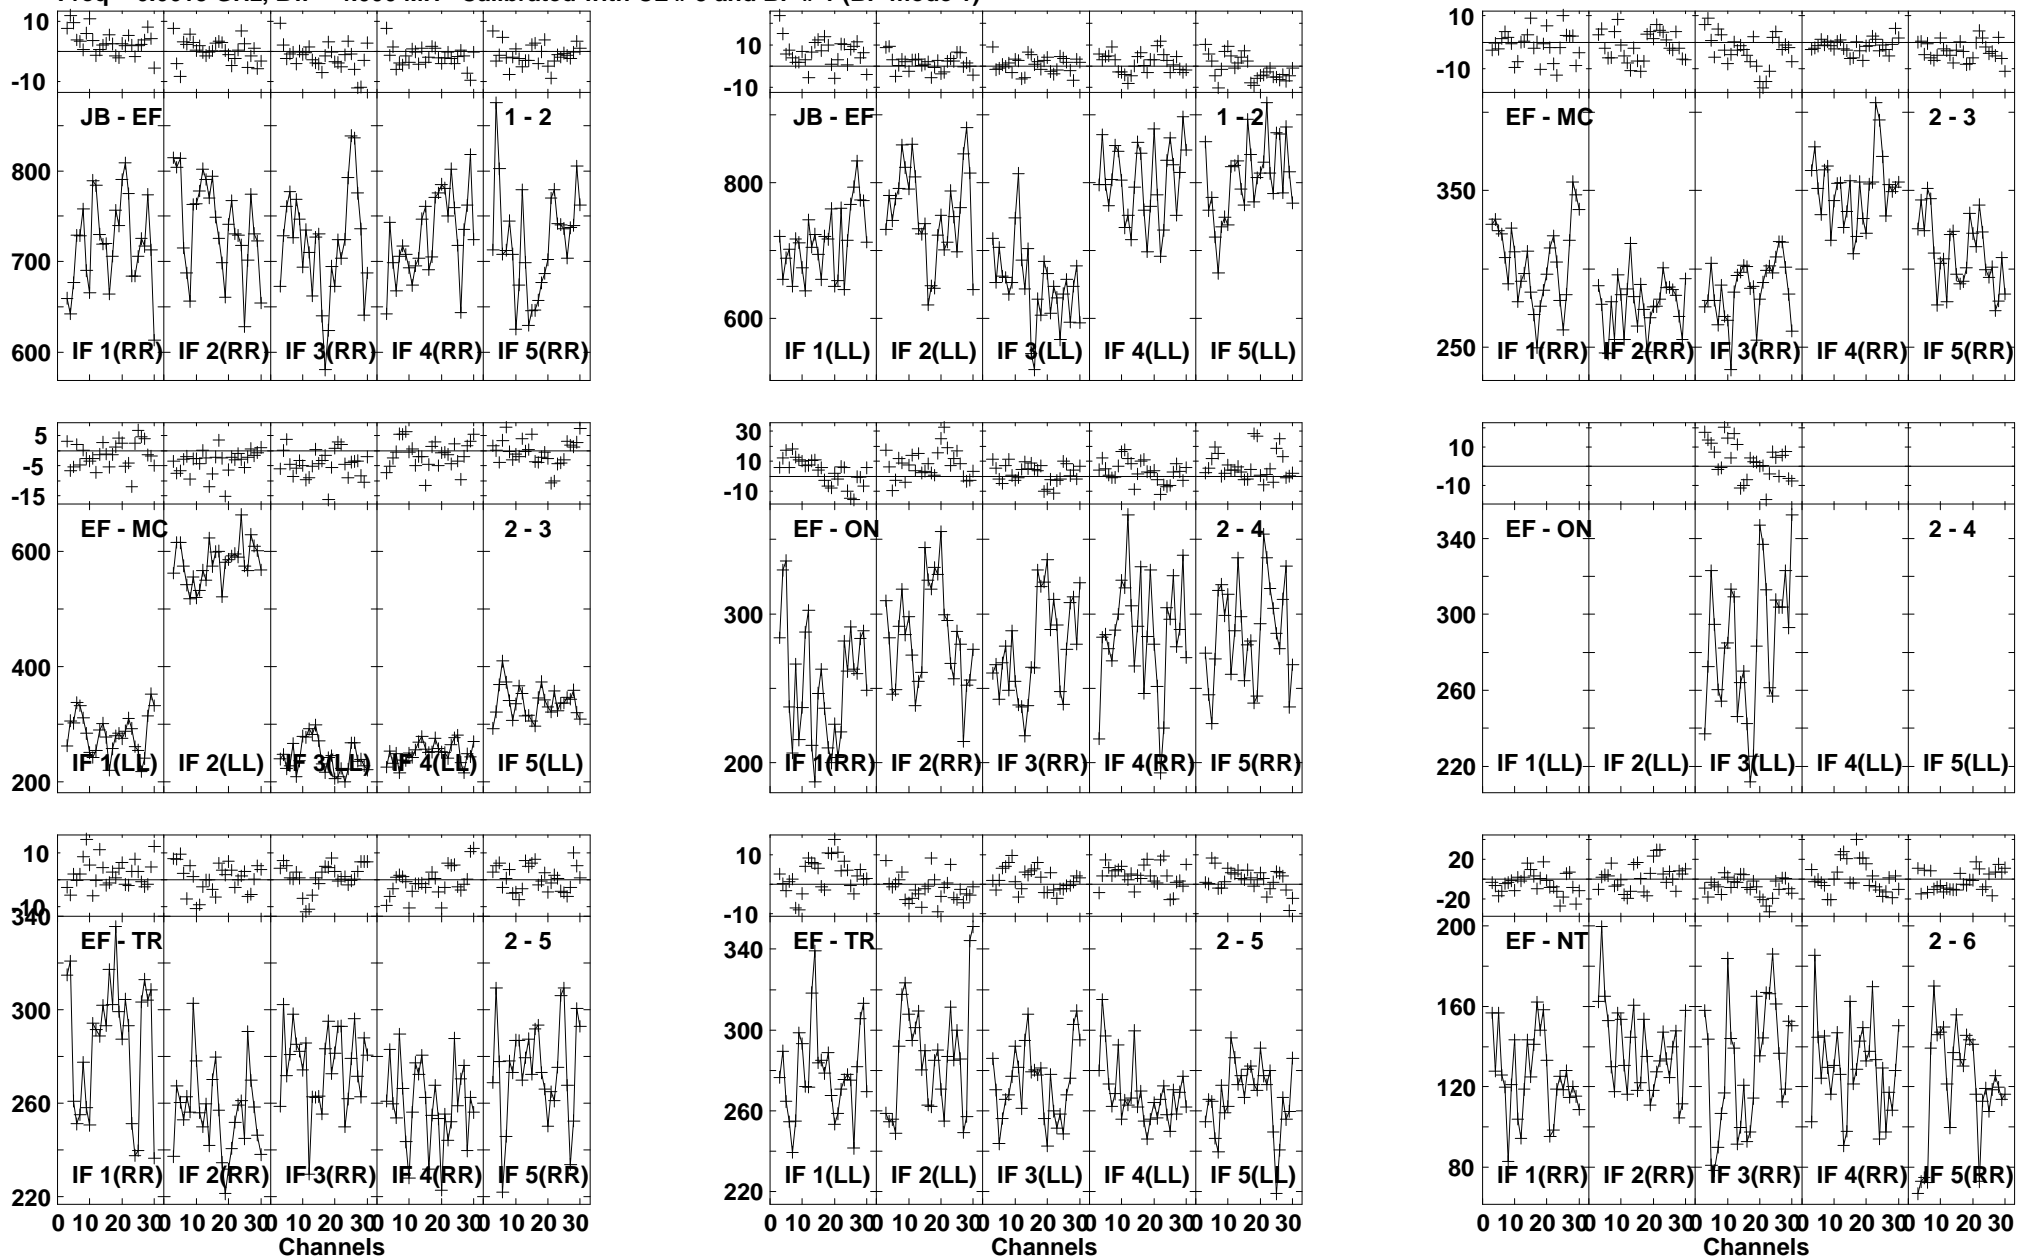 10
-10
JB - EF
1 - 2
800
700
600
IF 1(RR) IF 2(RR) IF 3(RR) IF 4(RR) IF 5(RR)
10
-10
JB - EF
1 - 2
800
600
IF 1(LL) IF 2(LL) IF 3(LL) IF 4(LL) IF 5(LL)
10
-10
EF - MC
2 - 3
350
250
IF 1(RR) IF 2(RR) IF 3(RR) IF 4(RR) IF 5(RR)
5
-5
-15
EF - MC
2 - 3
600
400
200
IF 1(LL) IF 2(LL) IF 3(LL) IF 4(LL) IF 5(LL)
30
10
-10
EF - ON
2 - 4
300
200
IF 1(RR) IF 2(RR) IF 3(RR) IF 4(RR) IF 5(RR)
10
-10
EF - ON
2 - 4
340
300
260
220
IF 1(LL) IF 2(LL) IF 3(LL) IF 4(LL) IF 5(LL)
10
-10
340
EF - TR
2 - 5
300
260
220
IF 1(RR) IF 2(RR) IF 3(RR) IF 4(RR) IF 5(RR)
0 10 20 30 0 10 20 30 0 10 20 30 0 10 20 30 0 10 20 30
Channels
10
-10
EF - TR
2 - 5
340
300
260
220
IF 1(LL) IF 2(LL) IF 3(LL) IF 4(LL) IF 5(LL)
0 10 20 30 0 10 20 30 0 10 20 30 0 10 20 30 0 10 20 30
Channels
20
-20
EF - NT
2 - 6
200
160
120
80
IF 1(RR) IF 2(RR) IF 3(RR) IF 4(RR) IF 5(RR)
0 10 20 30 0 10 20 30 0 10 20 30 0 10 20 30 0 10 20 30
Channels